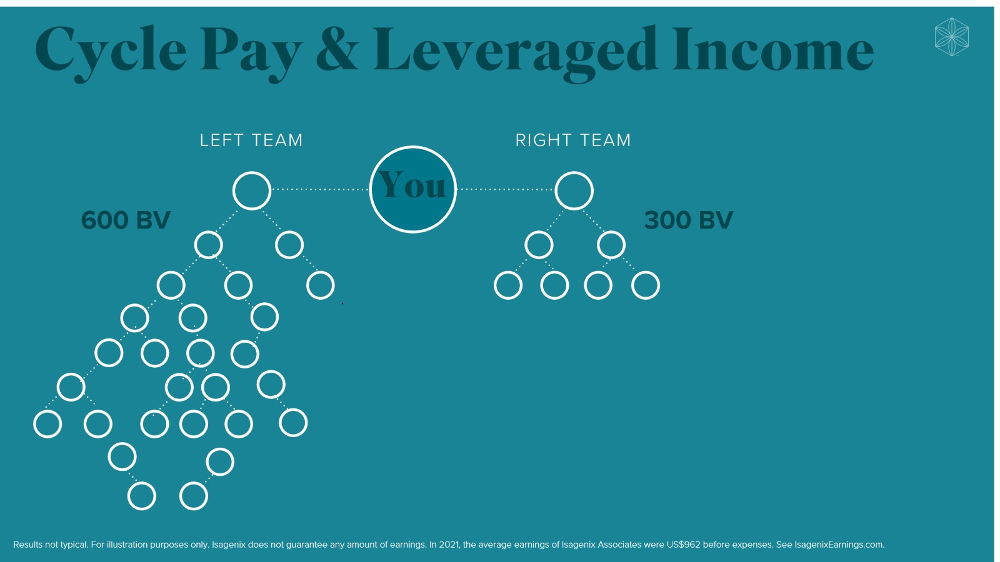 Cycle Pay & Leveraged Income
LEFT TEAM
RIGHT TEAM
You
600 BV
300 BV
Results not typical. For illustration purposes only. Isagenix does not guarantee any amount of earnings. In 2021, the average earnings of Isagenix Associates were US$962 before expenses. See IsagenixEarnings.com.